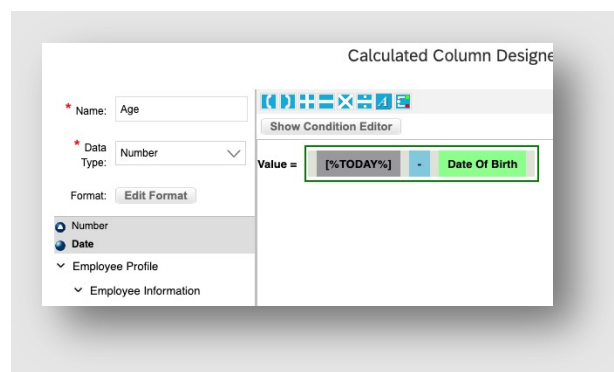 Calculated Column Designe
* Name: Age
Show Condition Editor
* Data Type: Number
Value = [%TODAY%] - Date Of Birth
Format: Edit Format
Number
Date
Employee Profile
Employee Information